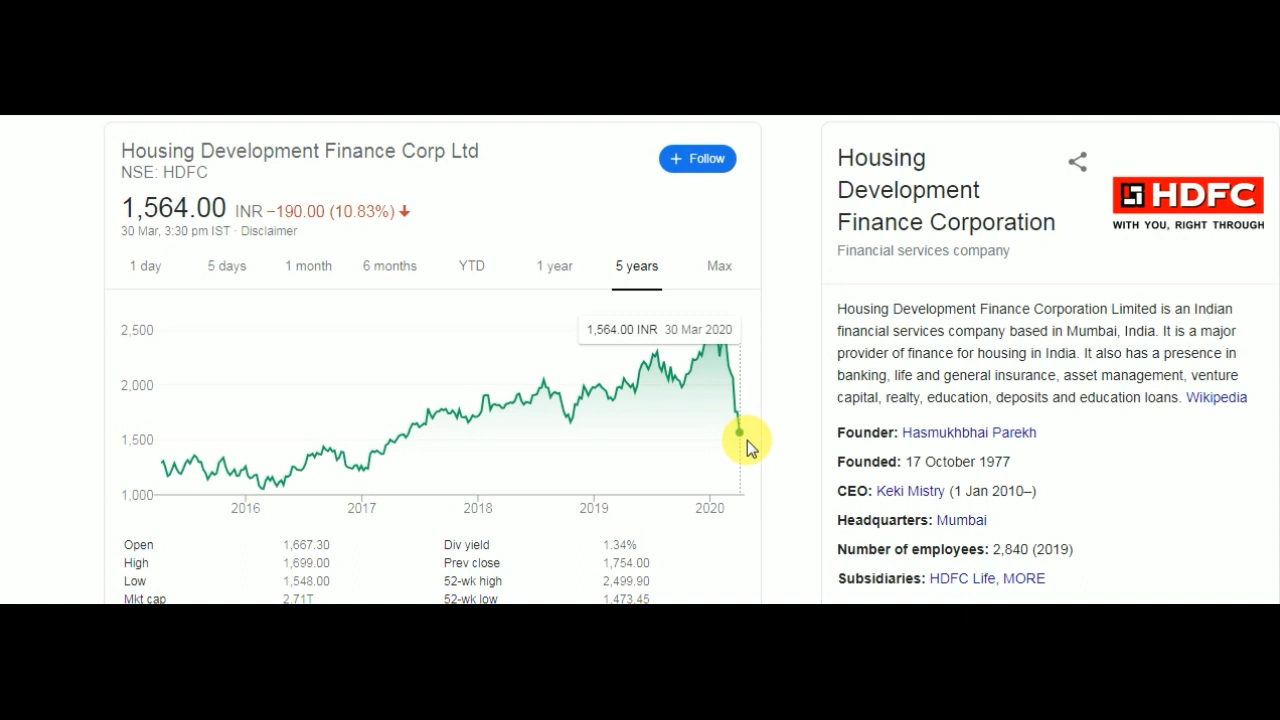 Housing Development Finance Corp Ltd
NSE: HDFC
+ Follow
1,564.00 INR −190.00 (10.83%)
30 Mar, 3:30 pm IST · Disclaimer
1 day 5 days 1 month 6 months YTD 1 year 5 years Max
1,564.00 INR 30 Mar 2020
2,500
2,000
1,500
1,000
2016 2017 2018 2019 2020
Open 1,667.30 Div yield 1.34%
High 1,699.00 Prev close 1,754.00
Low 1,548.00 52-wk high 2,499.90
Mkt cap 2.71T 52-wk low 1,473.45
Housing
Development
Finance Corporation
Financial services company
HDFC
WITH YOU, RIGHT THROUGH
Housing Development Finance Corporation Limited is an Indian
financial services company based in Mumbai, India. It is a major
provider of finance for housing in India. It also has a presence in
banking, life and general insurance, asset management, venture
capital, realty, education, deposits and education loans. Wikipedia
Founder: Hasmukhbhai Parekh
Founded: 17 October 1977
CEO: Keki Mistry (1 Jan 2010–)
Headquarters: Mumbai
Number of employees: 2,840 (2019)
Subsidiaries: HDFC Life, MORE